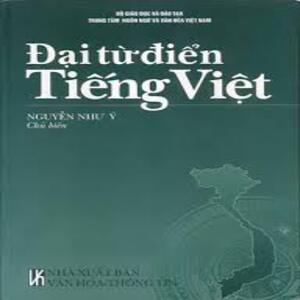 BỘ GIÁO DỤC VÀ ĐÀO TẠO
TRUNG TÂM NGÔN NGỮ VÀ VĂN HÓA VIỆT NAM
Đại từ điển
Tiếng Việt
NGUYỄN NHƯ Ý
Chủ biên
NHÀ XUẤT BẢN
VĂN HÓA-THÔNG TIN